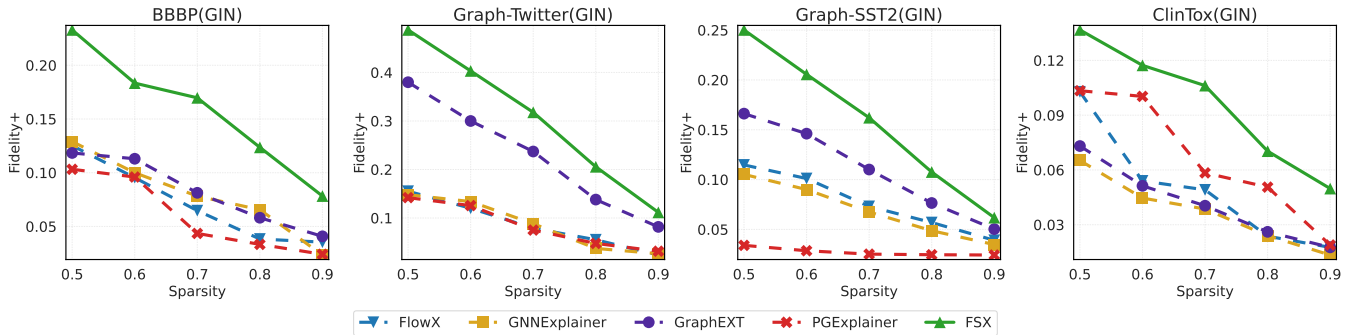 BBBP(GIN)
Fidelity+
0.20
0.15
0.10
0.05
0.5 0.6 0.7 0.8 0.9
Sparsity
Graph-Twitter(GIN)
Fidelity+
0.4
0.3
0.2
0.1
0.5 0.6 0.7 0.8 0.9
Sparsity
Graph-SST2(GIN)
Fidelity+
0.25
0.20
0.15
0.10
0.05
0.5 0.6 0.7 0.8 0.9
Sparsity
ClinTox(GIN)
Fidelity+
0.12
0.09
0.06
0.03
0.5 0.6 0.7 0.8 0.9
Sparsity
FlowX GNNExplainer GraphEXT PGExplainer FSX